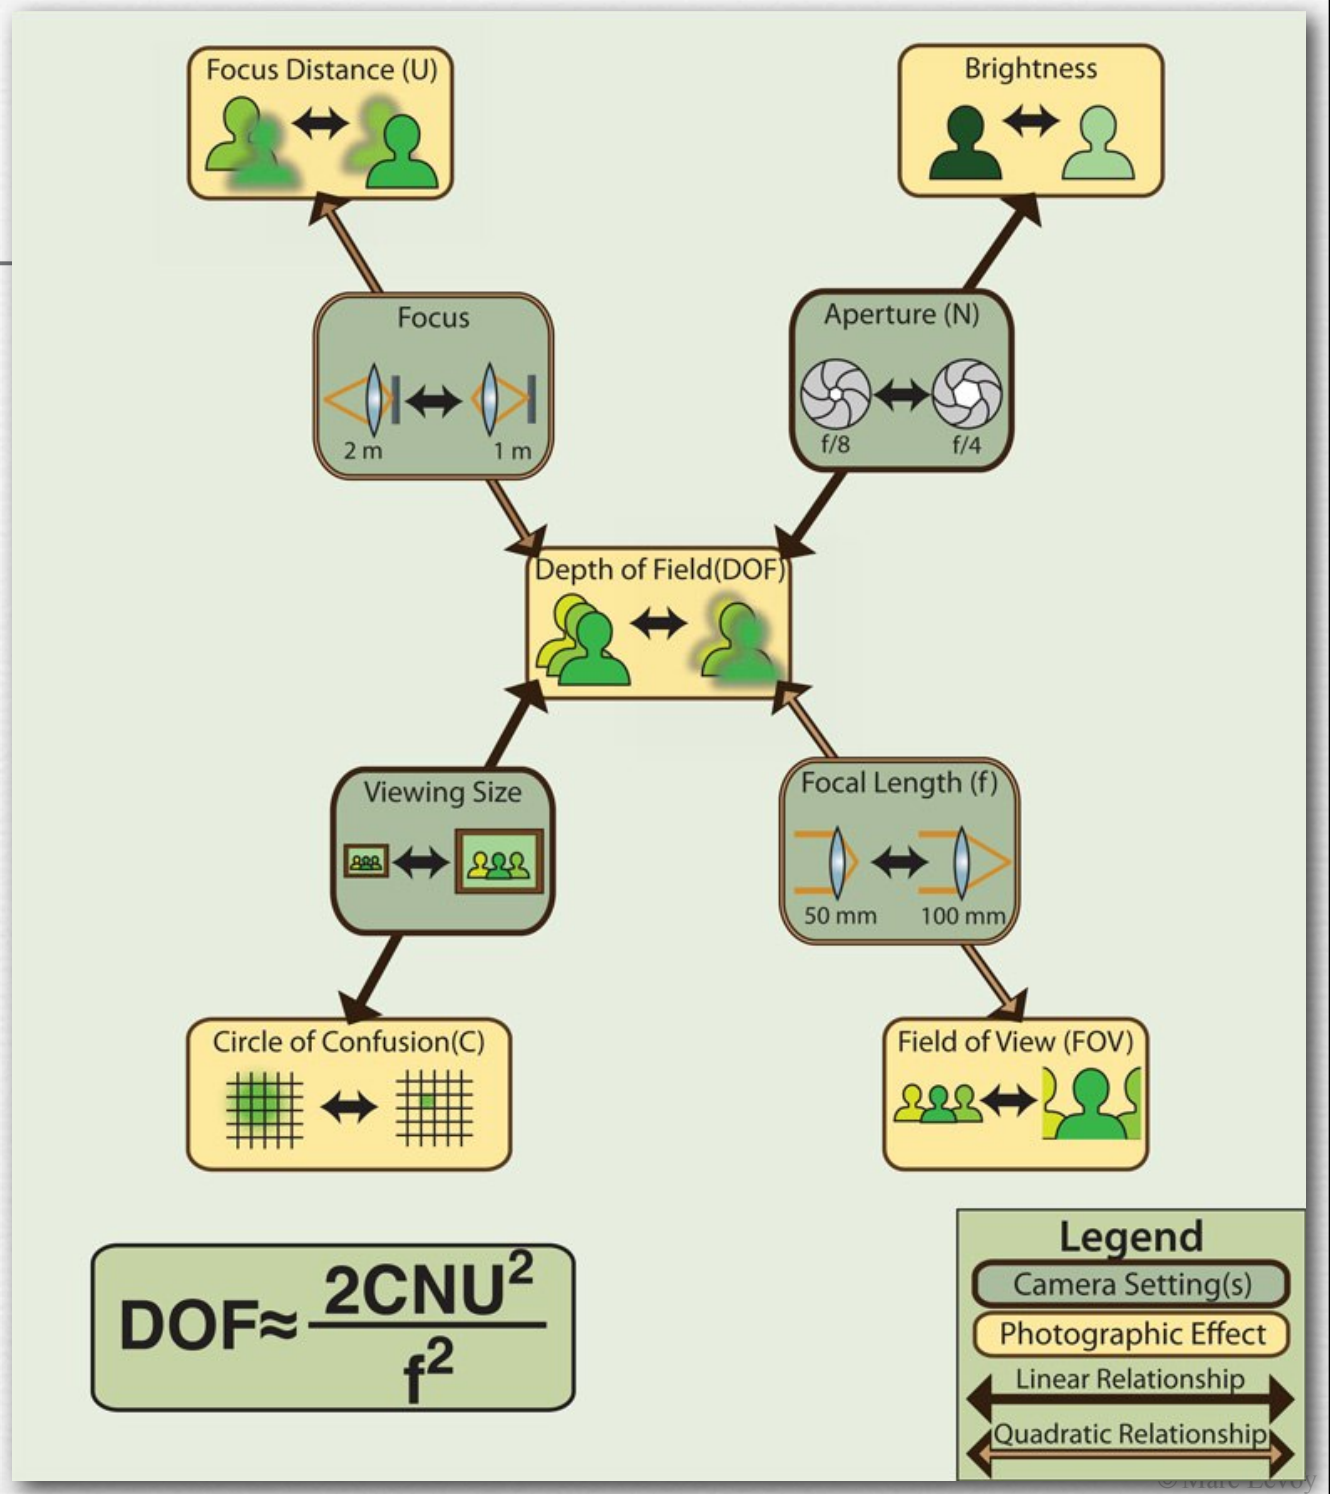 Focus Distance (U)
Brightness
Focus
2 m
1 m
Aperture (N)
f/8
f/4
Depth of Field(DOF)
Viewing Size
Focal Length (f)
50 mm
100 mm
Circle of Confusion(C)
Field of View (FOV)
DOF≈ 2CNU²
f²
Legend
Camera Setting(s)
Photographic Effect
Linear Relationship
Quadratic Relationship
© Marc Levoy